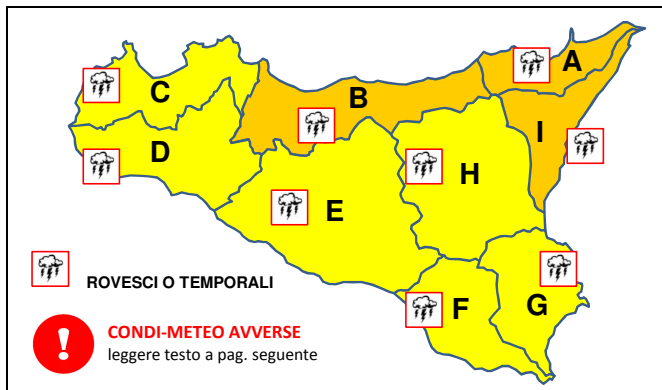 A
B
C
I
D
H
E
ROVESCI O TEMPORALI
F
G
CONDI-METEO AVVERSE
leggere testo a pag. seguente